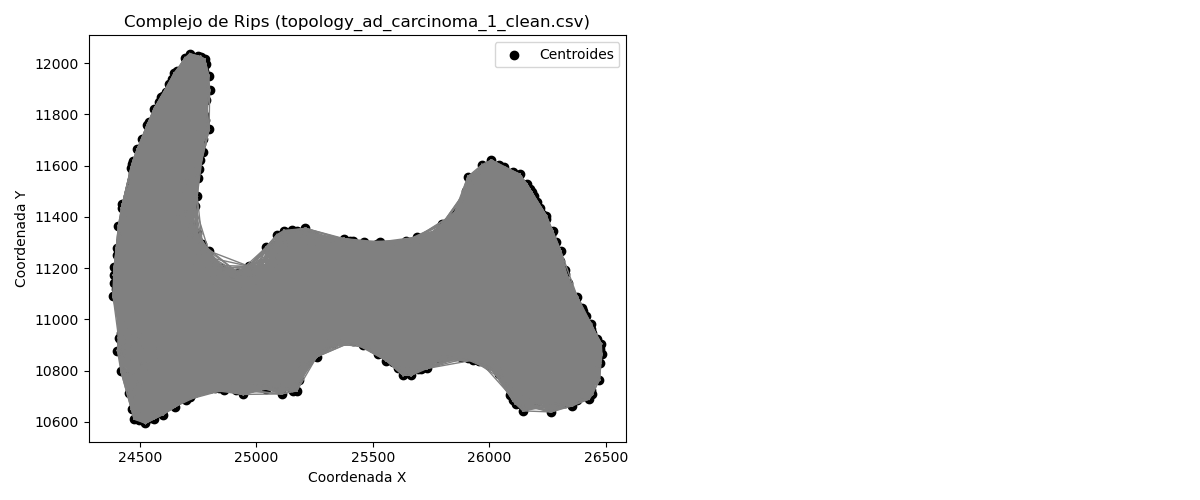 Complejo de Rips (topology_ad_carcinoma_1_clean.csv)
Centroides
12000
11800
11600
11400
11200
11000
10800
10600
Coordenada Y
24500 25000 25500 26000 26500
Coordenada X